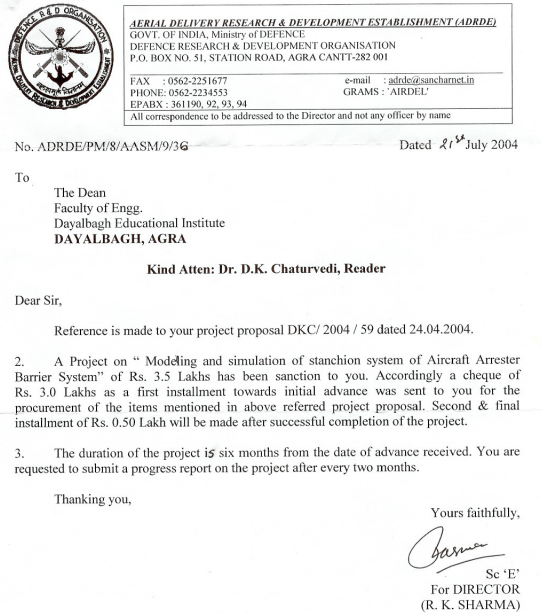 DEFENCE R & D ORGANISATION
AERIAL DELIVERY RESEARCH & DEVELOPMENT ESTABLISHMENT
AERIAL DELIVERY RESEARCH & DEVELOPMENT ESTABLISHMENT (ADRDE)
GOVT. OF INDIA, Ministry of DEFENCE
DEFENCE RESEARCH & DEVELOPMENT ORGANISATION
P.O. BOX NO. 51, STATION ROAD, AGRA CANTT-282 001
FAX : 0562-2251677 e-mail : adrde@sancharnet.in
PHONE: 0562-2234553 GRAMS : 'AIRDEL'
EPABX : 361190, 92, 93, 94
All correspondence to be addressed to the Director and not any officer by name
No. ADRDE/PM/8/AASM/9/36 Dated 21st July 2004
To
The Dean
Faculty of Engg.
Dayalbagh Educational Institute
DAYALBAGH, AGRA
Kind Atten: Dr. D.K. Chaturvedi, Reader
Dear Sir,
Reference is made to your project proposal DKC/ 2004 / 59 dated 24.04.2004.
2. A Project on “ Modeling and simulation of stanchion system of Aircraft Arrester
Barrier System” of Rs. 3.5 Lakhs has been sanction to you. Accordingly a cheque of
Rs. 3.0 Lakhs as a first installment towards initial advance was sent to you for the
procurement of the items mentioned in above referred project proposal. Second & final
installment of Rs. 0.50 Lakh will be made after successful completion of the project.
3. The duration of the project is six months from the date of advance received. You are
requested to submit a progress report on the project after every two months.
Thanking you,
Yours faithfully,
Sc ‘E’
For DIRECTOR
(R. K. SHARMA)